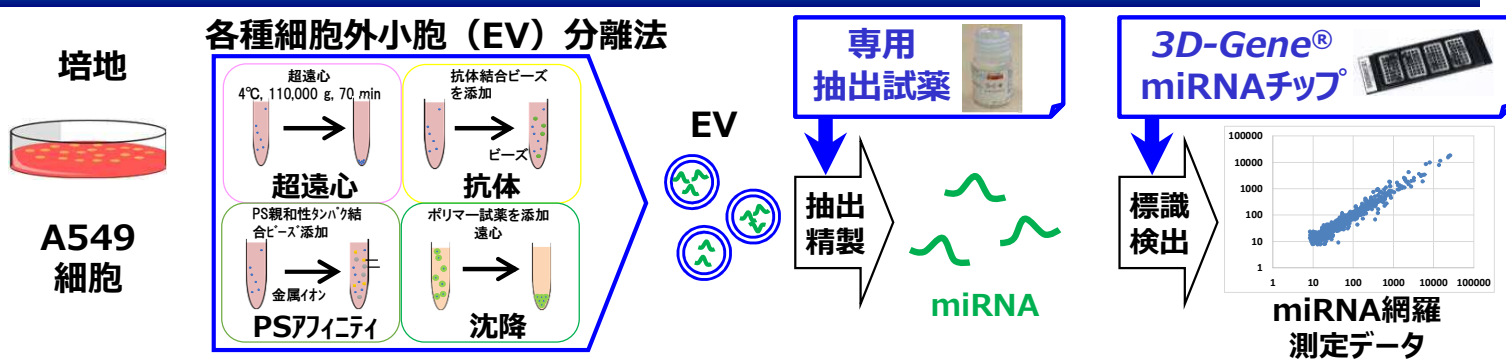 培地
A549
細胞
各種細胞外小胞（EV）分離法
超遠心
4℃, 110,000 g, 70 min
超遠心
抗体結合ビーズ
を添加
ビーズ
抗体
PS親和性ﾀﾝﾊﾟｸ結
合ﾋﾞｰｽﾞ添加
金属ｲｵﾝ
PSｱﾌｨﾆﾃｨ
ポリマー試薬を添加
遠心
沈降
EV
専用
抽出試薬
抽出
精製
miRNA
3D-Gene®
miRNAﾁｯﾌﾟ
標識
検出
100000
10000
1000
100
10
1
1 10 100 1000 10000 100000
miRNA網羅
測定データ